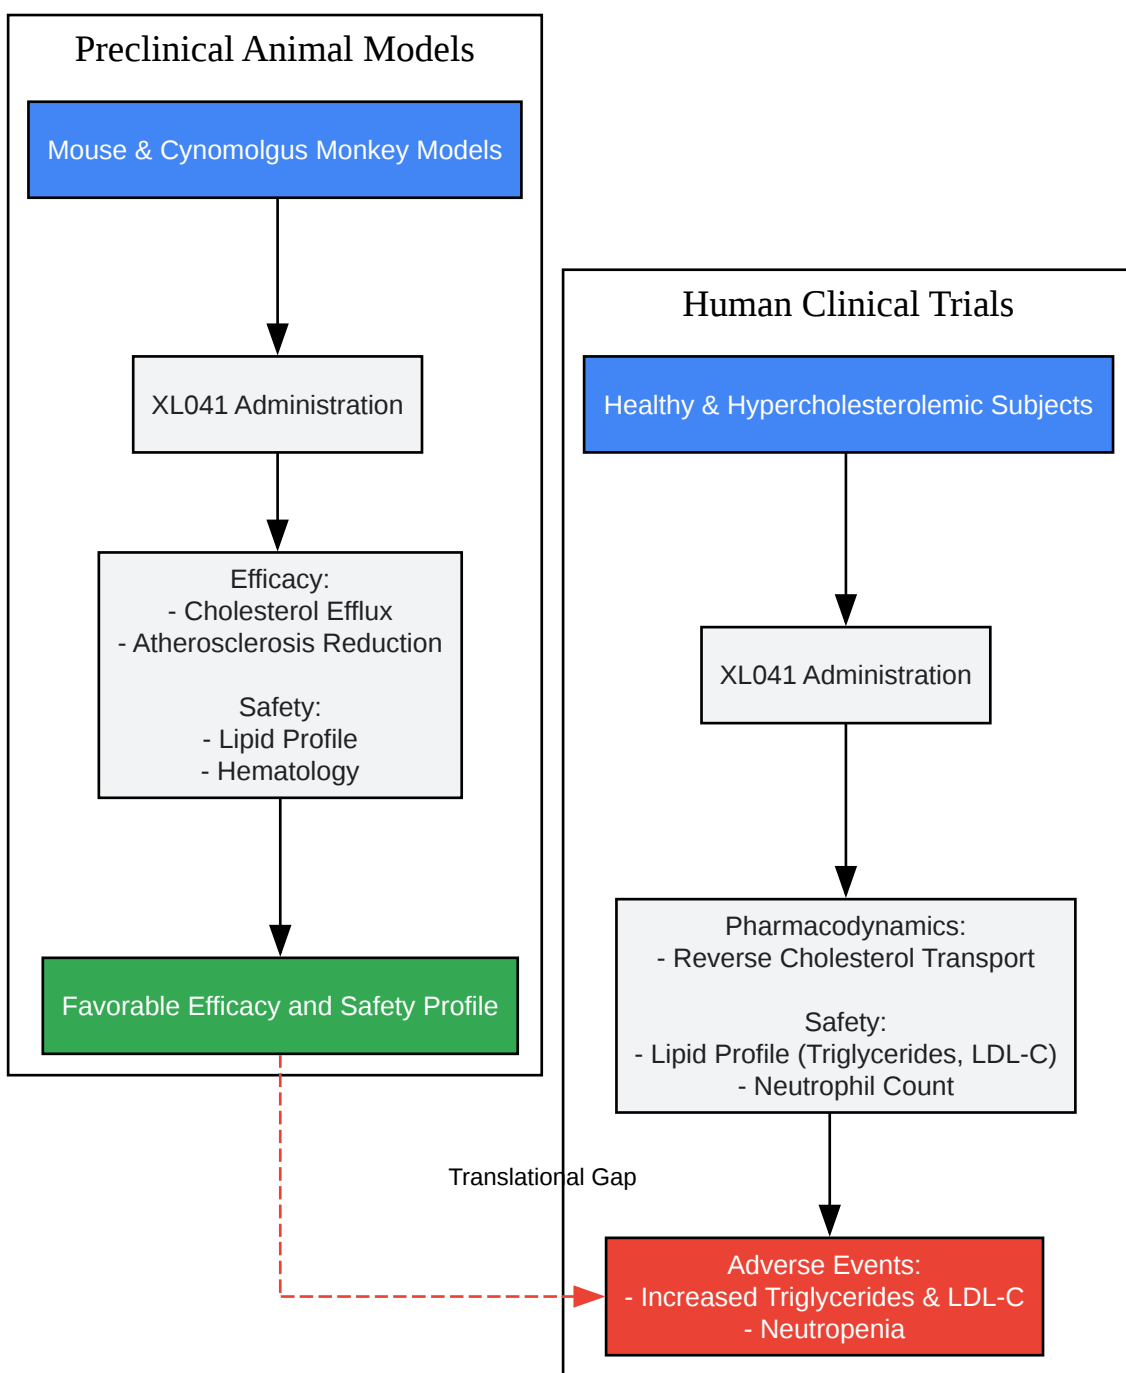 Preclinical Animal Models
Mouse & Cynomolgus Monkey Models
XL041 Administration
Efficacy:
- Cholesterol Efflux
- Atherosclerosis Reduction
Safety:
- Lipid Profile
- Hematology
Favorable Efficacy and Safety Profile
Translational Gap
Human Clinical Trials
Healthy & Hypercholesterolemic Subjects
XL041 Administration
Pharmacodynamics:
- Reverse Cholesterol Transport
Safety:
- Lipid Profile (Triglycerides, LDL-C)
- Neutrophil Count
Adverse Events:
- Increased Triglycerides & LDL-C
- Neutropenia